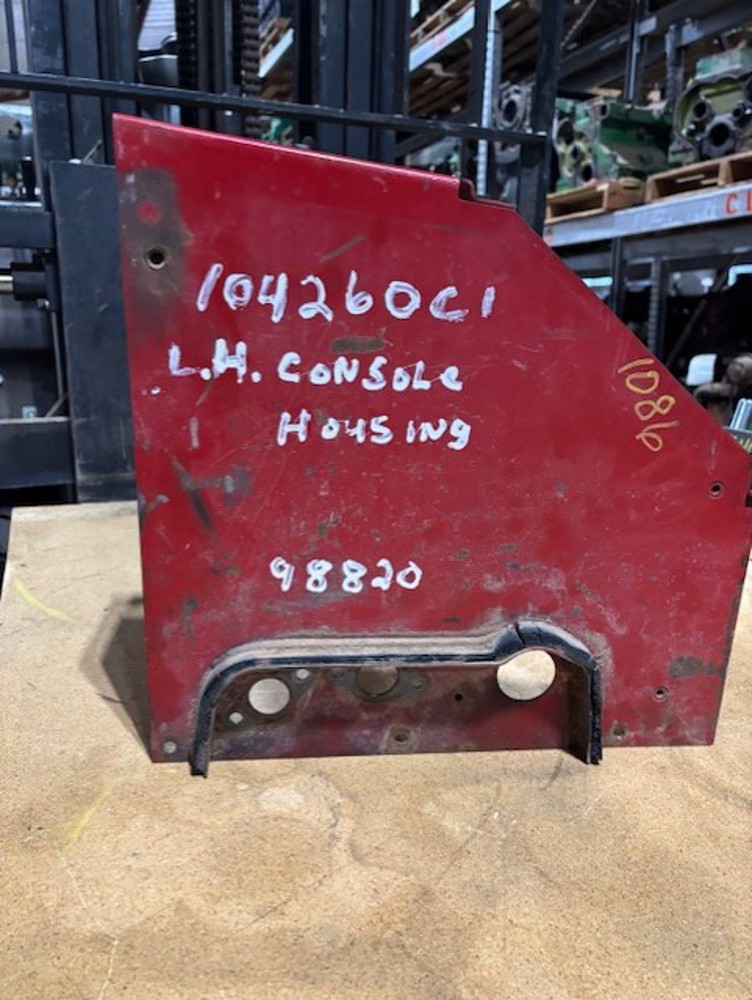 104260C1
L.H. CONSOLE
HOUSING
1086
98820